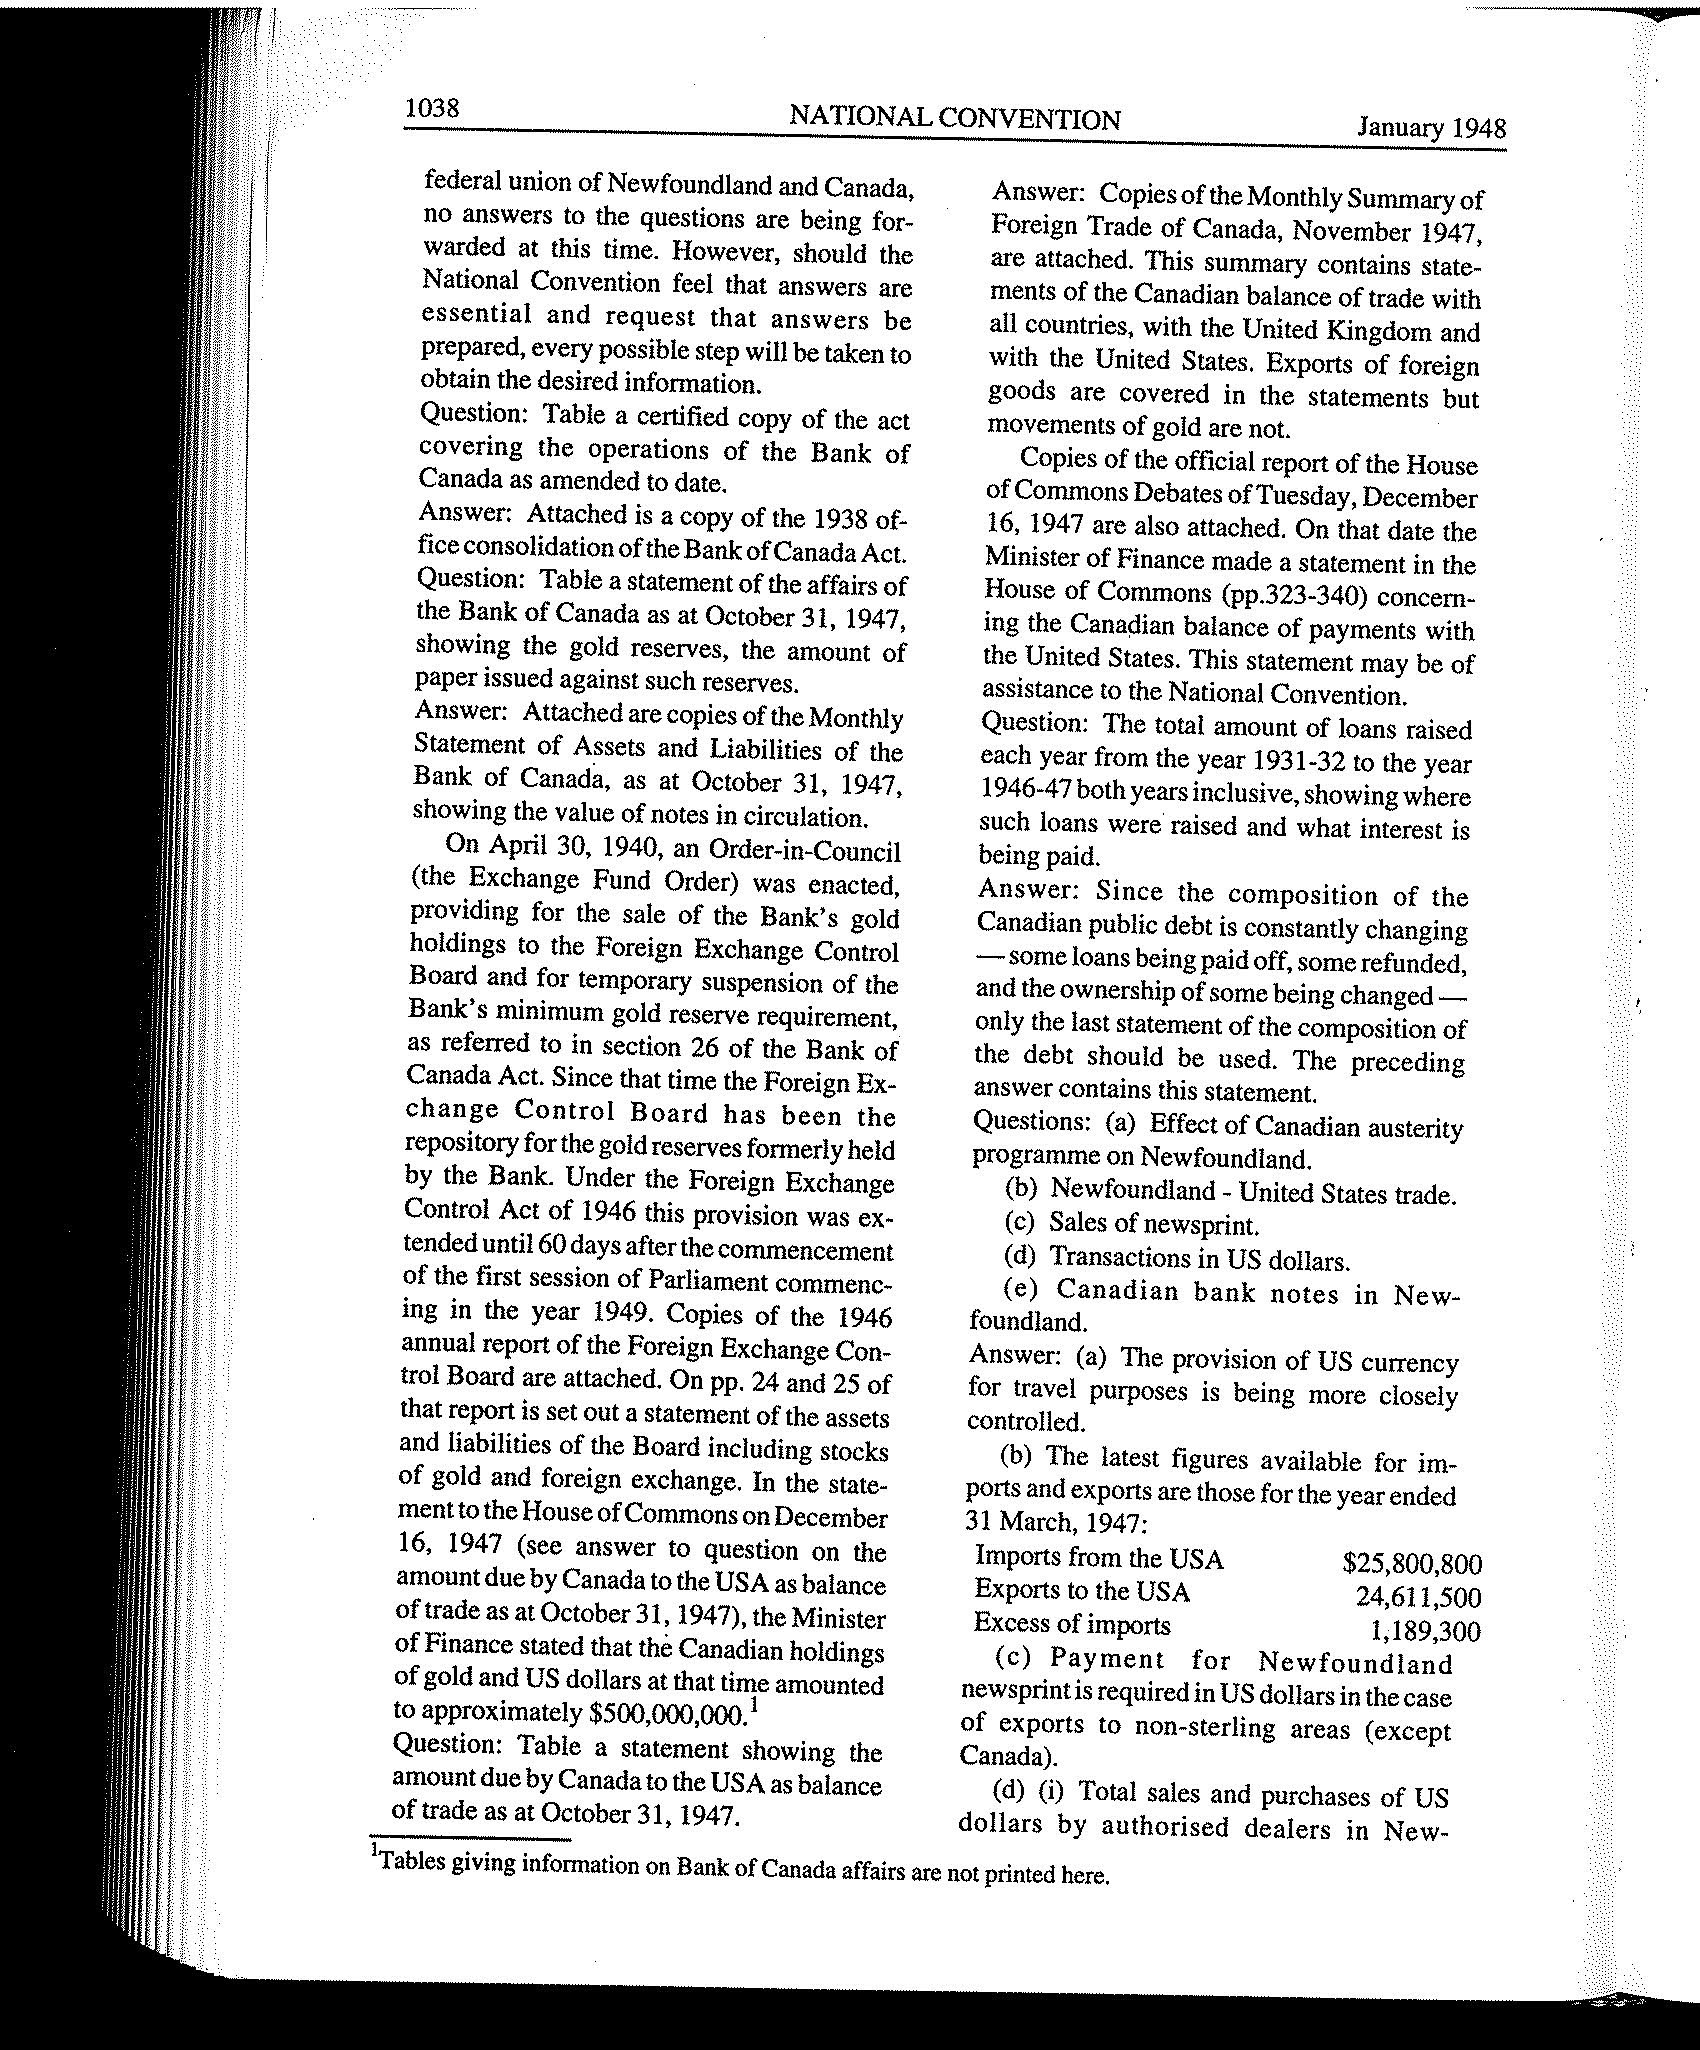 1038
NATIONAL CONVENTION
January 1948
federal union of Newfoundland and Canada,
no answers to the questions are being for-
warded at this time. However, should the
National Convention feel that answers are
essential and request that answers be
prepared, every possible step will be taken to
obtain the desired information.
Question: Table a certified copy of the act
covering the operations of the Bank of
Canada as amended to date.
Answer: Attached is a copy of the 1938 of-
fice consolidation of the Bank of Canada Act.
Question: Table a statement of the affairs of
the Bank of Canada as at October 31, 1947,
showing the gold reserves, the amount of
paper issued against such reserves.
Answer: Attached are copies of the Monthly
Statement of Assets and Liabilities of the
Bank of Canada, as at October 31, 1947,
showing the value of notes in circulation.
On April 30, 1940, an Order-in-Council
(the Exchange Fund Order) was enacted,
providing for the sale of the Bank's gold
holdings to the Foreign Exchange Control
Board and for temporary suspension of the
Bank's minimum gold reserve requirement,
as referred to in section 26 of the Bank of
Canada Act. Since that time the Foreign Ex-
change Control Board has been the
repository for the gold reserves formerly held
by the Bank. Under the Foreign Exchange
Control Act of 1946 this provision was ex-
tended until 60 days after the commencement
of the first session of Parliament commenc-
ing in the year 1949. Copies of the 1946
annual report of the Foreign Exchange Con-
trol Board are attached. On pp. 24 and 25 of
that report is set out a statement of the assets
and liabilities of the Board including stocks
of gold and foreign exchange. In the state-
ment to the House of Commons on December
16, 1947 (see answer to question on the
amount due by Canada to the USA as balance
of trade as at October 31, 1947), the Minister
of Finance stated that the Canadian holdings
of gold and US dollars at that time amounted
to approximately $500,000,000.1
Question: Table a statement showing the
amount due by Canada to the USA as balance
of trade as at October 31, 1947.
Answer: Copies of the Monthly Summary of
Foreign Trade of Canada, November 1947,
are attached. This summary contains state-
ments of the Canadian balance of trade with
all countries, with the United Kingdom and
with the United States. Exports of foreign
goods are covered in the statements but
movements of gold are not.
Copies of the official report of the House
of Commons Debates of Tuesday, December
16, 1947 are also attached. On that date the
Minister of Finance made a statement in the
House of Commons (pp.323-340) concern-
ing the Canadian balance of payments with
the United States. This statement may be of
assistance to the National Convention.
Question: The total amount of loans raised
each year from the year 1931-32 to the year
1946-47 both years inclusive, showing where
such loans were raised and what interest is
being paid.
Answer: Since the composition of the
Canadian public debt is constantly changing
— some loans being paid off, some refunded,
and the ownership of some being changed —
only the last statement of the composition of
the debt should be used. The preceding
answer contains this statement.
Questions: (a) Effect of Canadian austerity
programme on Newfoundland.
(b) Newfoundland - United States trade.
(c) Sales of newsprint.
(d) Transactions in US dollars.
(e) Canadian bank notes in New-
foundland.
Answer: (a) The provision of US currency
for travel purposes is being more closely
controlled.
(b) The latest figures available for im-
ports and exports are those for the year ended
31 March, 1947:
Imports from the USA $25,800,800
Exports to the USA 24,611,500
Excess of imports 1,189,300
(c) Payment for Newfoundland
newsprint is required in US dollars in the case
of exports to non-sterling areas (except
Canada).
(d) (i) Total sales and purchases of US
dollars by authorised dealers in New-
1Tables giving information on Bank of Canada affairs are not printed here.